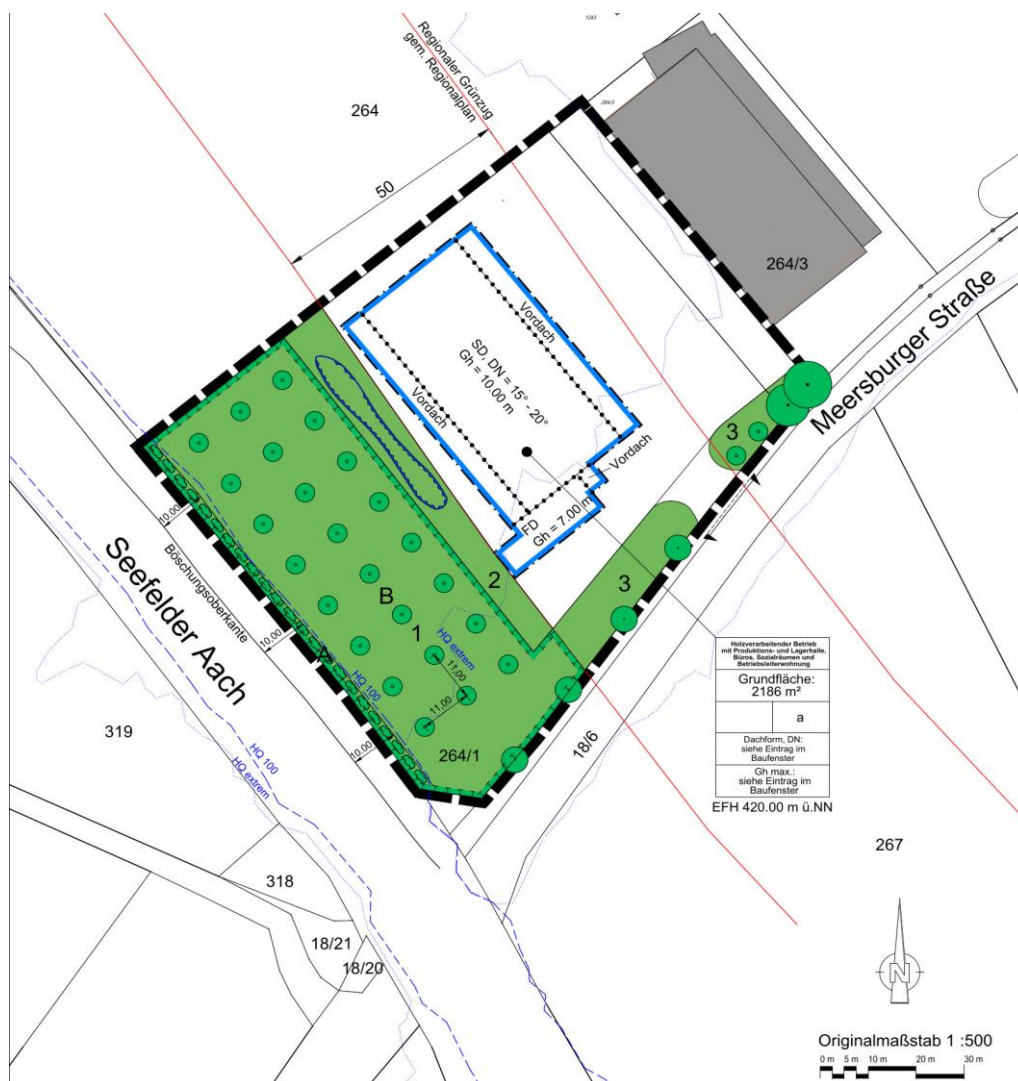 1243
Regionaler Grünzug
gem. Regionalplan
264
264/3
50
264/3
Meersburger Straße
Vordach
SD, DN = 15° - 20°
Gh = 10.00 m
Vordach
Vordach
3
FD
Gh = 7.00 m
10.00
Seefelder Aach
Böschungsoberkante
2
3
B
1
HQ extrem
10.00
A
HQ 100
11,00
11,00
319
HQ 100
HQ extrem
10.00
264/1
18/6
Holzverarbeitender Betrieb
mit Produktions- und Lagerhalle,
Büros, Sozialräumen und
Betriebsleiterwohnung
Grundfläche:
2186 m²
a
Dachform, DN:
siehe Eintrag im
Baufenster
Gh max.:
siehe Eintrag im
Baufenster
EFH 420.00 m ü.NN
267
318
18/21
18/20
N
Originalmaßstab 1 :500
0 m 5 m 10 m 20 m 30 m